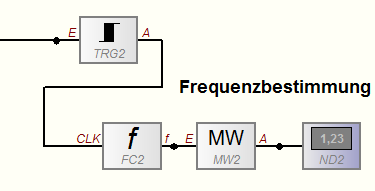 E A
TRG2
Frequenzbestimmung
CLK f f E MW A 1,23
FC2 MW2 ND2